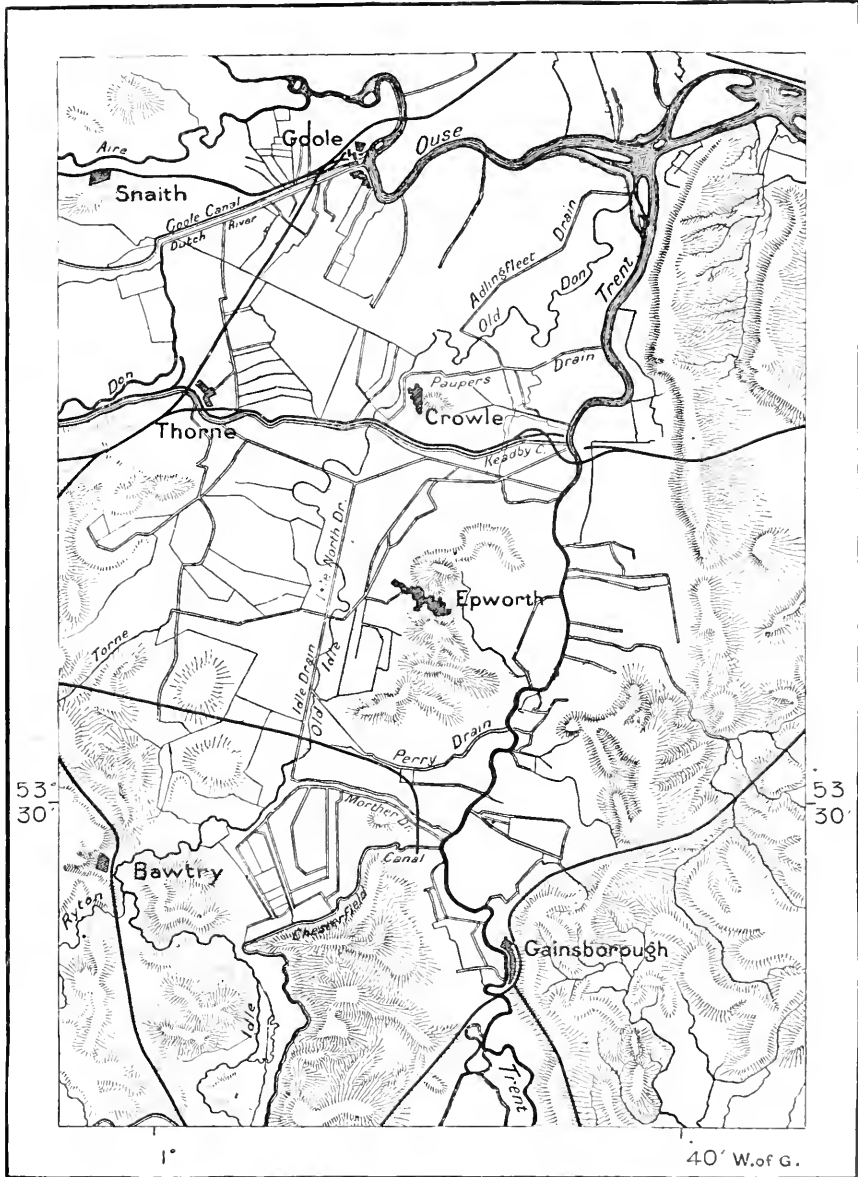 Aire
Goole
Ouse
Snaith
Goole Canal
Dutch River
Adlingfleet Drain
Old Don
Trent
Don
Paupers Drain
Crowle
Thorne
Keadby C.
North Dr.
Epworth
Torne
Idle Drain
Old Idle
Perry Drain
53°
30'
53°
30'
Morther Dr.
Canal
Bawtry
Ryton
Chesterfield
Gainsborough
Idle
Trent
1°
40' W. of G.